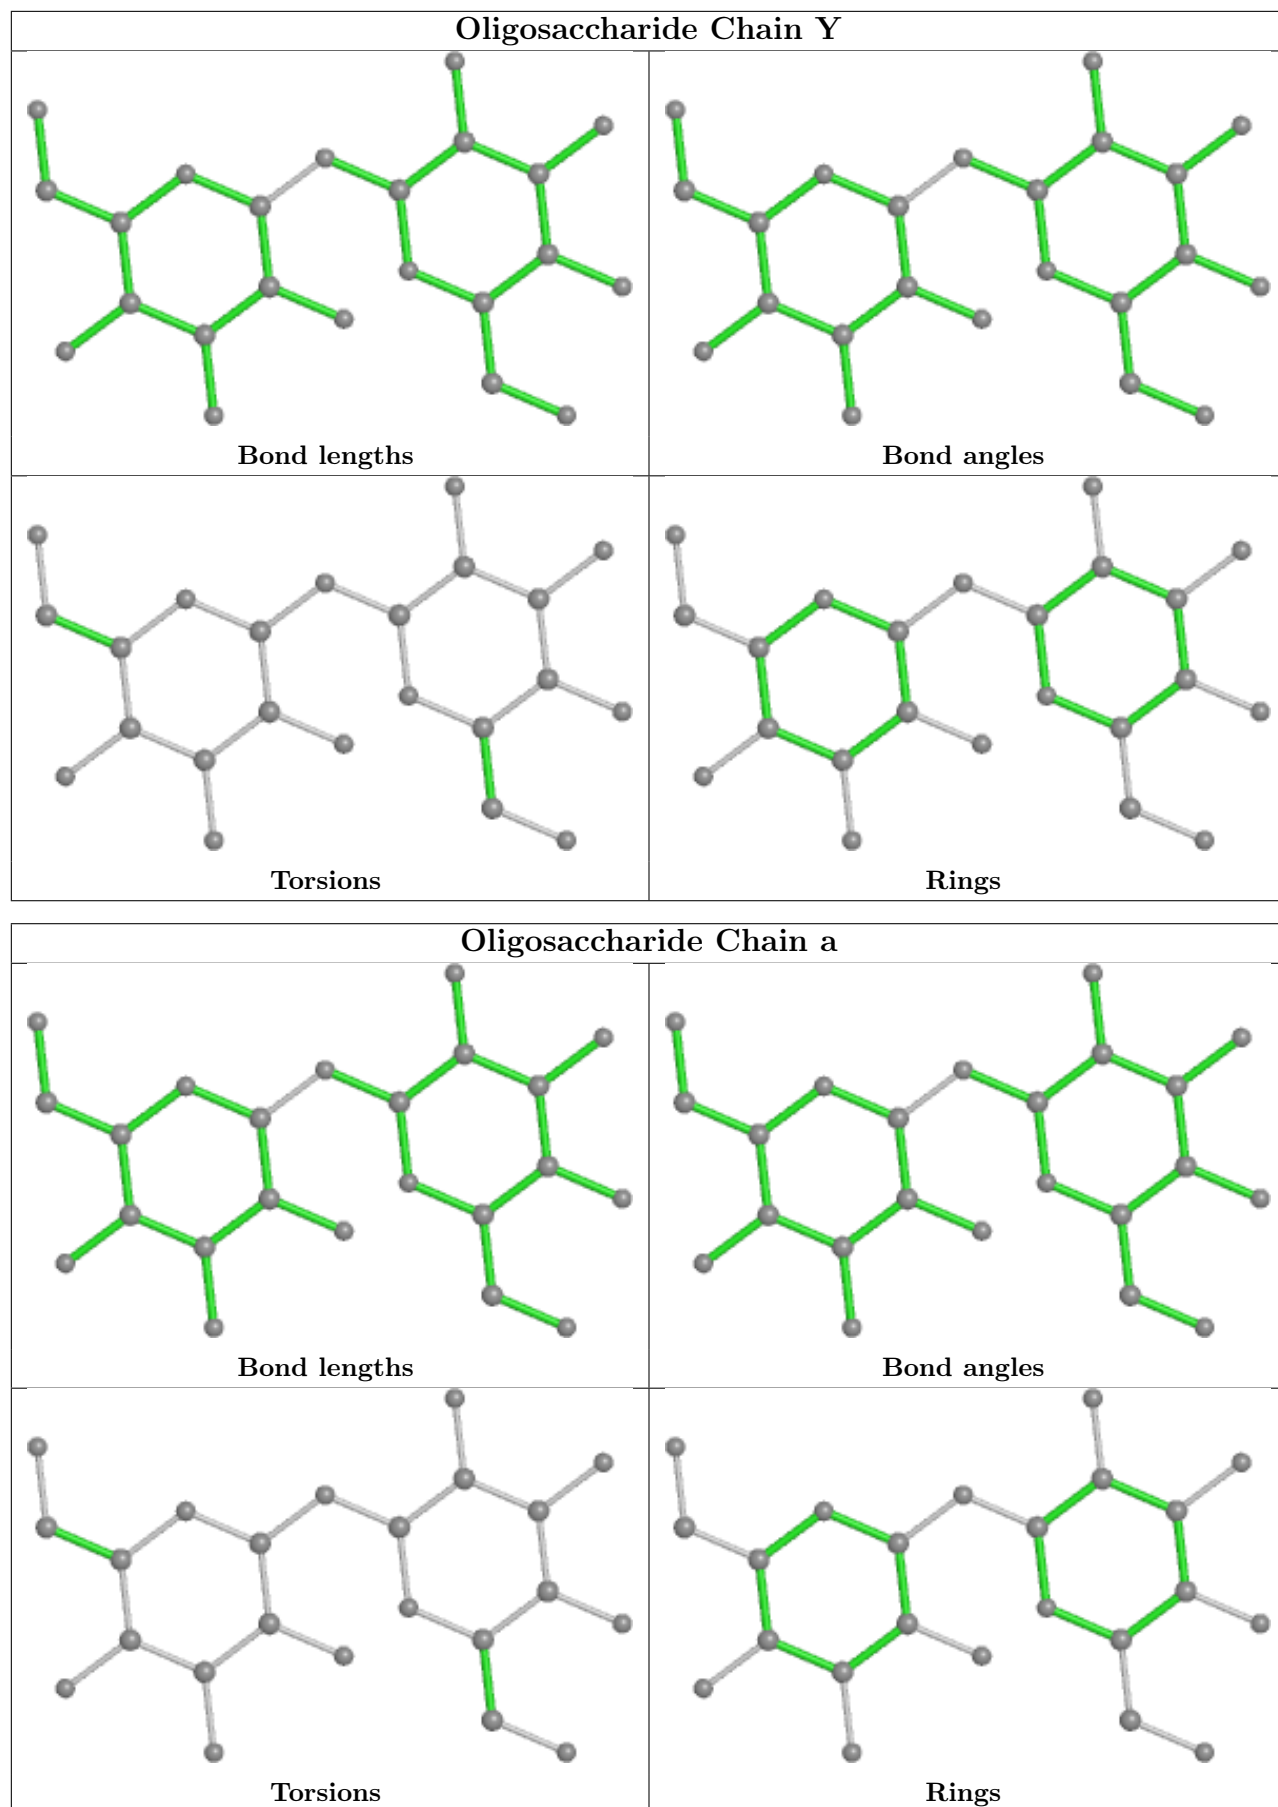 Oligosaccharide Chain Y
Bond lengths
Bond angles
Torsions
Rings
Oligosaccharide Chain a
Bond lengths
Bond angles
Torsions
Rings